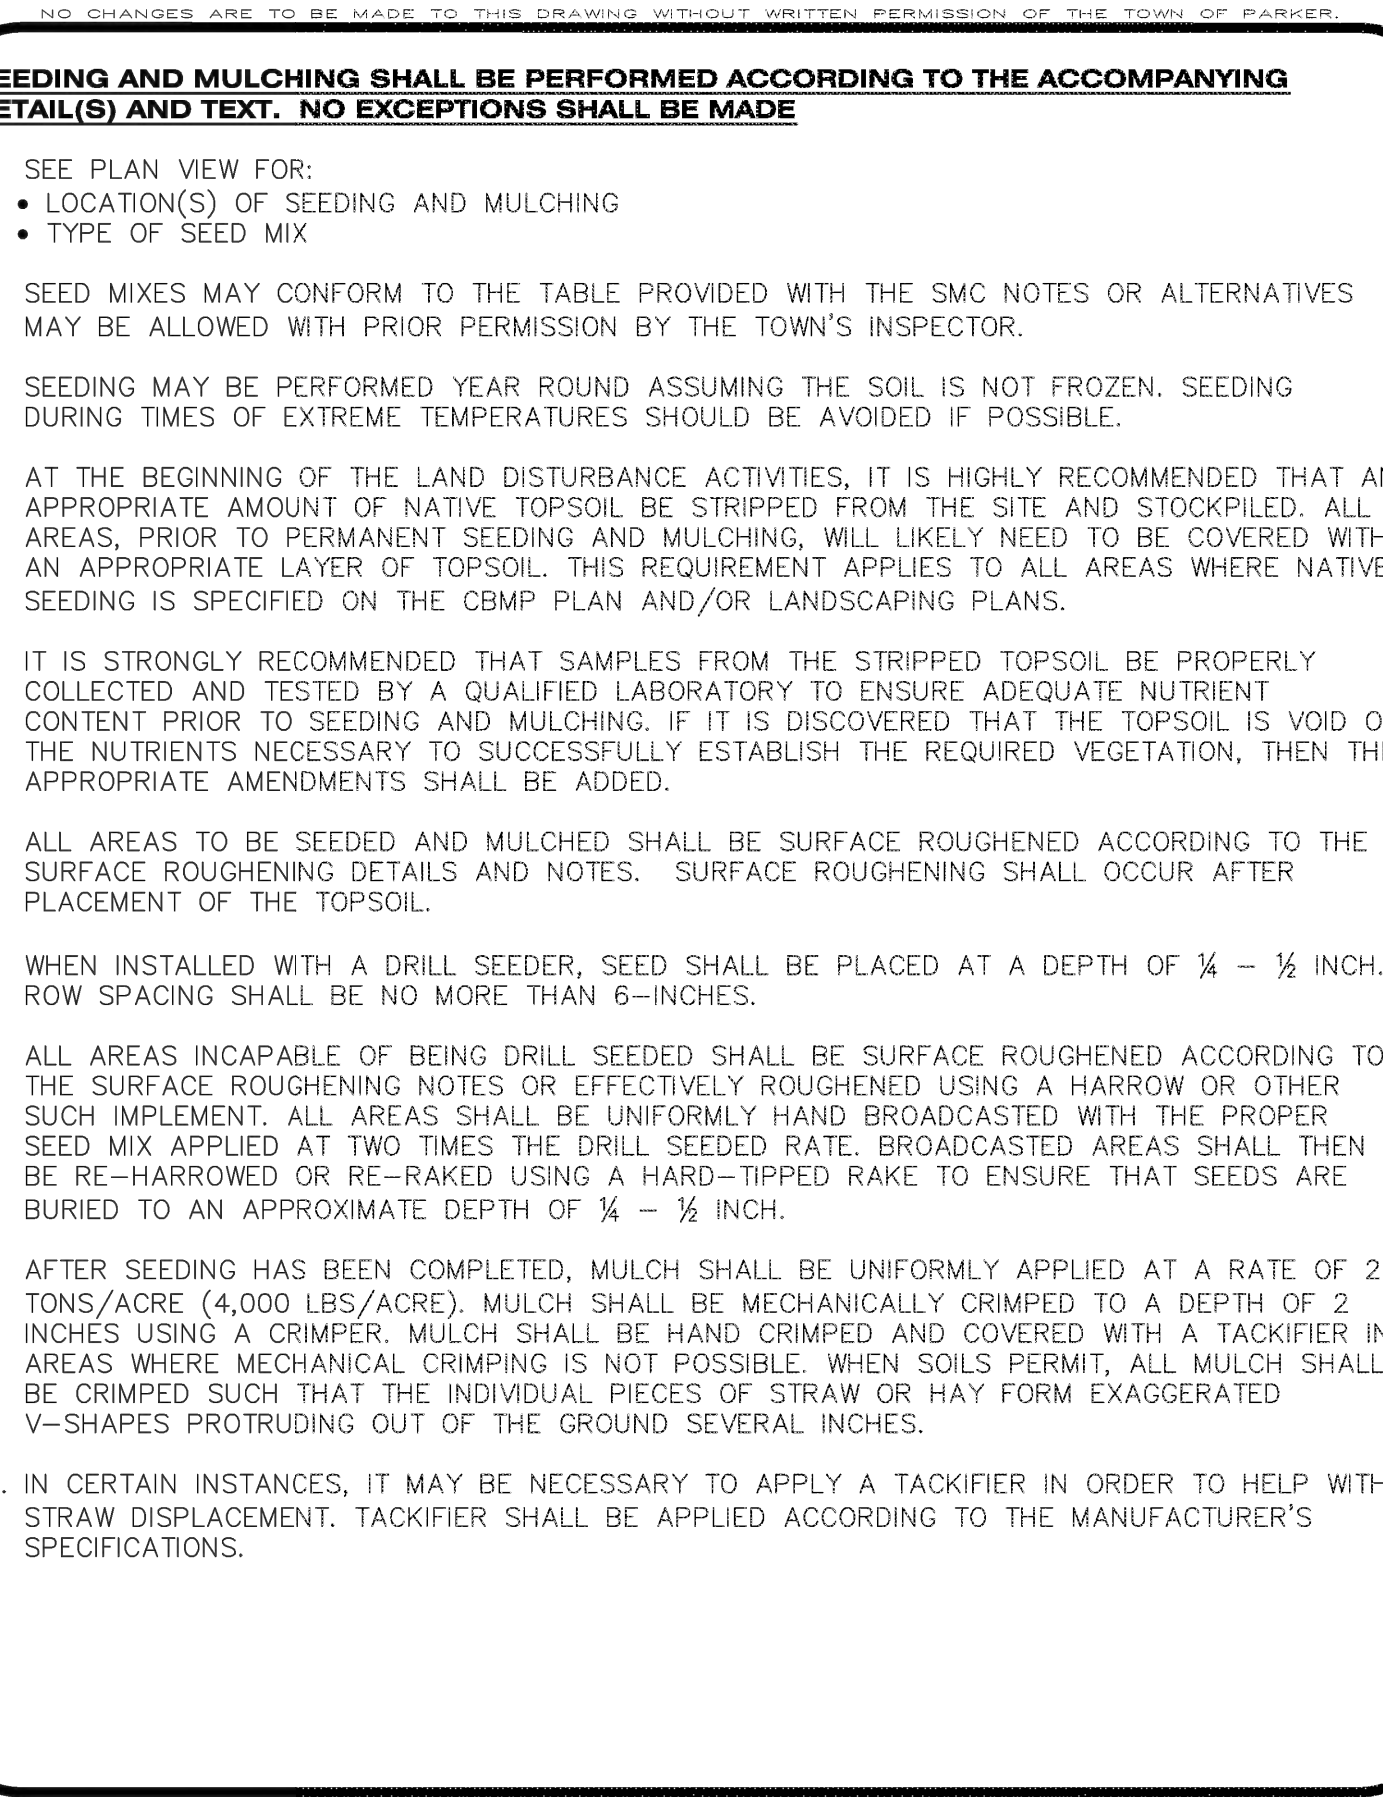 NO CHANGES ARE TO BE MADE TO THIS DRAWING WITHOUT WRITTEN PERMISSION OF THE TOWN OF PARKER.
EEDING AND MULCHING SHALL BE PERFORMED ACCORDING TO THE ACCOMPANYING
ETAIL(S) AND TEXT. NO EXCEPTIONS SHALL BE MADE
SEE PLAN VIEW FOR:
• LOCATION(S) OF SEEDING AND MULCHING
• TYPE OF SEED MIX
SEED MIXES MAY CONFORM TO THE TABLE PROVIDED WITH THE SMC NOTES OR ALTERNATIVES
MAY BE ALLOWED WITH PRIOR PERMISSION BY THE TOWN'S INSPECTOR.
SEEDING MAY BE PERFORMED YEAR ROUND ASSUMING THE SOIL IS NOT FROZEN. SEEDING
DURING TIMES OF EXTREME TEMPERATURES SHOULD BE AVOIDED IF POSSIBLE.
AT THE BEGINNING OF THE LAND DISTURBANCE ACTIVITIES, IT IS HIGHLY RECOMMENDED THAT AN
APPROPRIATE AMOUNT OF NATIVE TOPSOIL BE STRIPPED FROM THE SITE AND STOCKPILED. ALL
AREAS, PRIOR TO PERMANENT SEEDING AND MULCHING, WILL LIKELY NEED TO BE COVERED WITH
AN APPROPRIATE LAYER OF TOPSOIL. THIS REQUIREMENT APPLIES TO ALL AREAS WHERE NATIVE
SEEDING IS SPECIFIED ON THE CBMP PLAN AND/OR LANDSCAPING PLANS.
IT IS STRONGLY RECOMMENDED THAT SAMPLES FROM THE STRIPPED TOPSOIL BE PROPERLY
COLLECTED AND TESTED BY A QUALIFIED LABORATORY TO ENSURE ADEQUATE NUTRIENT
CONTENT PRIOR TO SEEDING AND MULCHING. IF IT IS DISCOVERED THAT THE TOPSOIL IS VOID O
THE NUTRIENTS NECESSARY TO SUCCESSFULLY ESTABLISH THE REQUIRED VEGETATION, THEN THE
APPROPRIATE AMENDMENTS SHALL BE ADDED.
ALL AREAS TO BE SEEDED AND MULCHED SHALL BE SURFACE ROUGHENED ACCORDING TO THE
SURFACE ROUGHENING DETAILS AND NOTES. SURFACE ROUGHENING SHALL OCCUR AFTER
PLACEMENT OF THE TOPSOIL.
WHEN INSTALLED WITH A DRILL SEEDER, SEED SHALL BE PLACED AT A DEPTH OF ¼ – ½ INCH.
ROW SPACING SHALL BE NO MORE THAN 6–INCHES.
ALL AREAS INCAPABLE OF BEING DRILL SEEDED SHALL BE SURFACE ROUGHENED ACCORDING TO
THE SURFACE ROUGHENING NOTES OR EFFECTIVELY ROUGHENED USING A HARROW OR OTHER
SUCH IMPLEMENT. ALL AREAS SHALL BE UNIFORMLY HAND BROADCASTED WITH THE PROPER
SEED MIX APPLIED AT TWO TIMES THE DRILL SEEDED RATE. BROADCASTED AREAS SHALL THEN
BE RE–HARROWED OR RE–RAKED USING A HARD–TIPPED RAKE TO ENSURE THAT SEEDS ARE
BURIED TO AN APPROXIMATE DEPTH OF ¼ – ½ INCH.
AFTER SEEDING HAS BEEN COMPLETED, MULCH SHALL BE UNIFORMLY APPLIED AT A RATE OF 2
TONS/ACRE (4,000 LBS/ACRE). MULCH SHALL BE MECHANICALLY CRIMPED TO A DEPTH OF 2
INCHES USING A CRIMPER. MULCH SHALL BE HAND CRIMPED AND COVERED WITH A TACKIFIER IN
AREAS WHERE MECHANICAL CRIMPING IS NOT POSSIBLE. WHEN SOILS PERMIT, ALL MULCH SHALL
BE CRIMPED SUCH THAT THE INDIVIDUAL PIECES OF STRAW OR HAY FORM EXAGGERATED
V–SHAPES PROTRUDING OUT OF THE GROUND SEVERAL INCHES.
. IN CERTAIN INSTANCES, IT MAY BE NECESSARY TO APPLY A TACKIFIER IN ORDER TO HELP WITH
STRAW DISPLACEMENT. TACKIFIER SHALL BE APPLIED ACCORDING TO THE MANUFACTURER'S
SPECIFICATIONS.